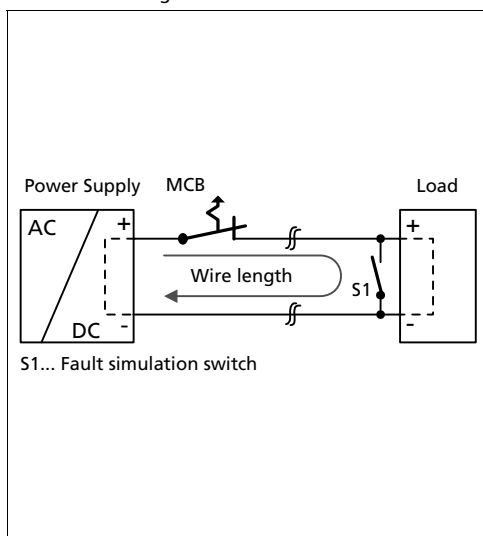 Power Supply MCB Load
AC + +
Wire length
S1
DC - -
S1... Fault simulation switch